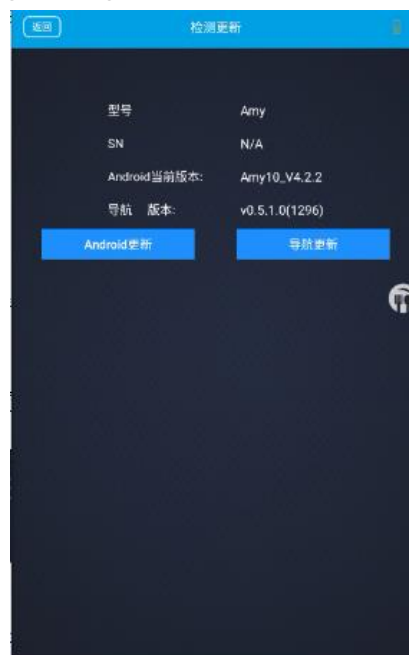 返回 检测更新
型号 Amy
SN N/A
Android当前版本: Amy10_V4.2.2
导航 版本: v0.5.1.0(1296)
Android更新 导航更新